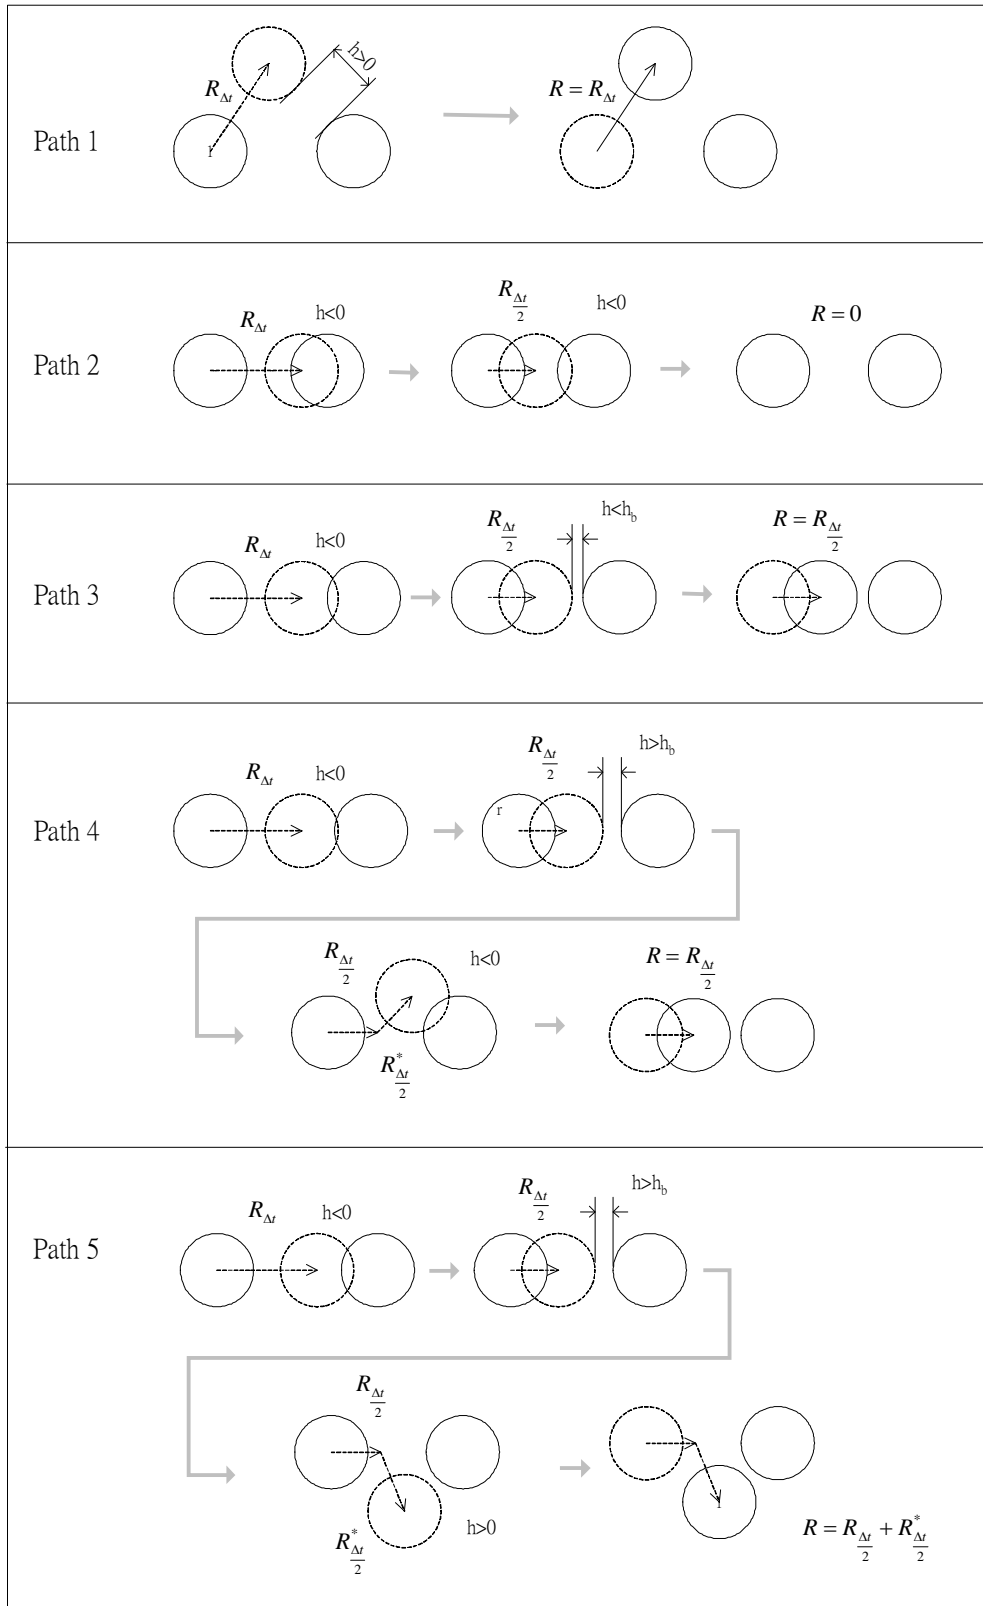 h>0
R_Δt
R = R_Δt
Path 1
R_Δt/2
h<0
h<0
R = 0
R_Δt
Path 2
h<h_b
R_Δt/2
R = R_Δt/2
h<0
R_Δt
Path 3
R_Δt/2
h>h_b
R_Δt
h<0
r
Path 4
R_Δt/2
h<0
R = R_Δt/2
R*_Δt/2
h>h_b
R_Δt/2
R_Δt
h<0
Path 5
R_Δt/2
R*_Δt/2
h>0
R = R_Δt/2 + R*_Δt/2